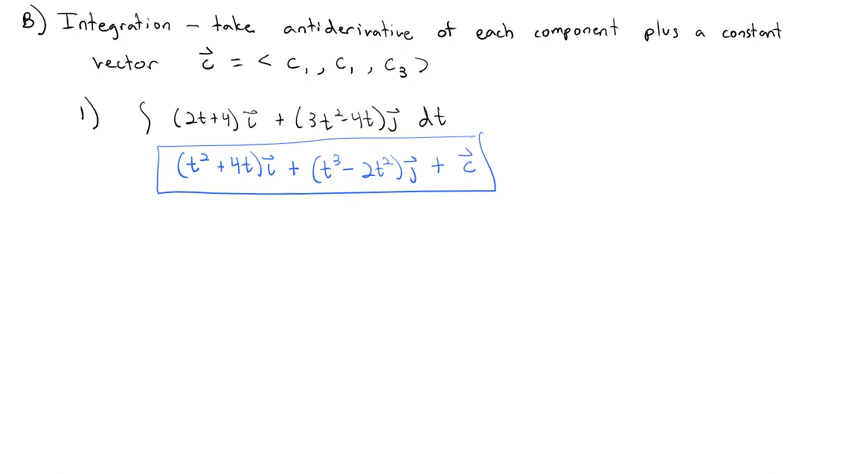 B) Integration - take antiderivative of each component plus a constant
vector c⃗ = < c₁, c₁, c₃ >
1) ∫ (2t+4)i⃗ + (3t²-4t)j⃗ dt
(t² + 4t)i⃗ + (t³ - 2t²)j⃗ + c⃗